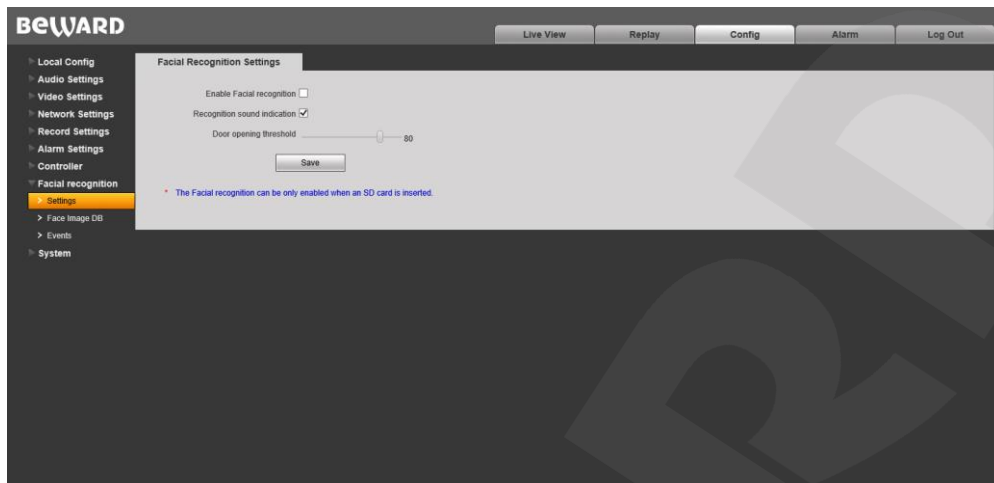 BEWARD
Live View
Replay
Config
Alarm
Log Out
Local Config
Audio Settings
Video Settings
Network Settings
Record Settings
Alarm Settings
Controller
Facial recognition
> Settings
> Face Image DB
> Events
System
Facial Recognition Settings
Enable Facial recognition
Recognition sound indication
Door opening threshold 80
Save
* The Facial recognition can be only enabled when an SD card is inserted.